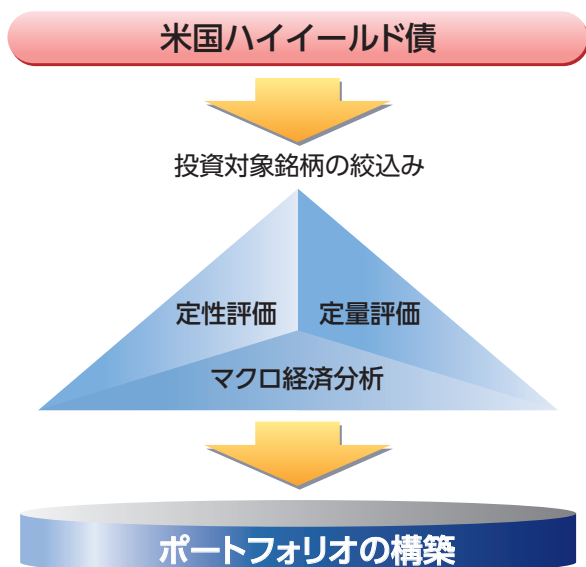 米国ハイイールド債
投資対象銘柄の絞込み
定性評価
定量評価
マクロ経済分析
ポートフォリオの構築